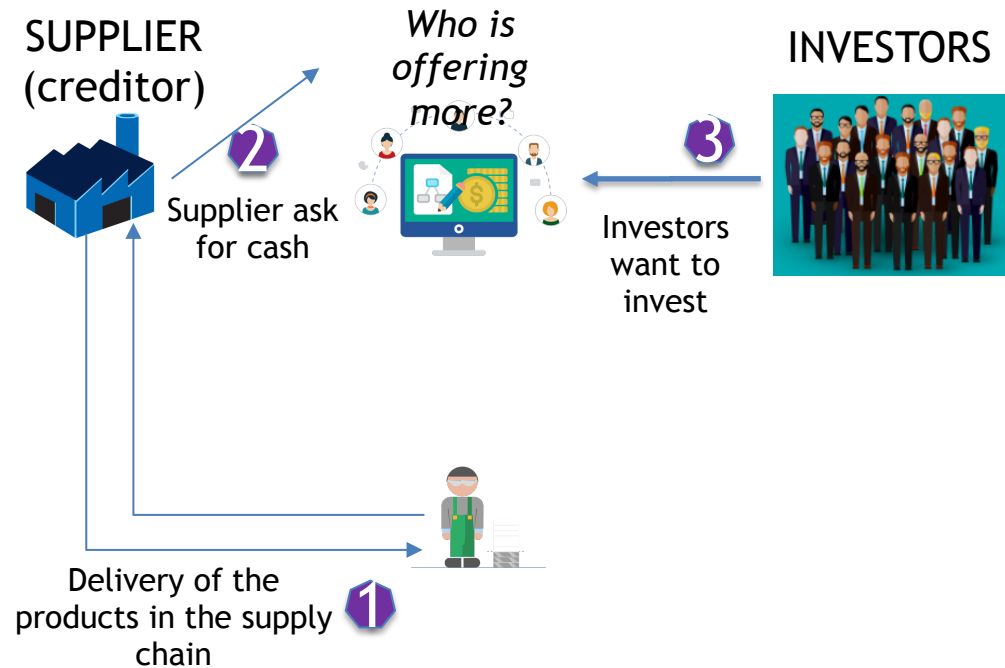 SUPPLIER
(creditor)
Who is
offering
more?
INVESTORS
2
3
Supplier ask
for cash
$
Investors
want to
invest
Delivery of the
products in the supply
chain
1